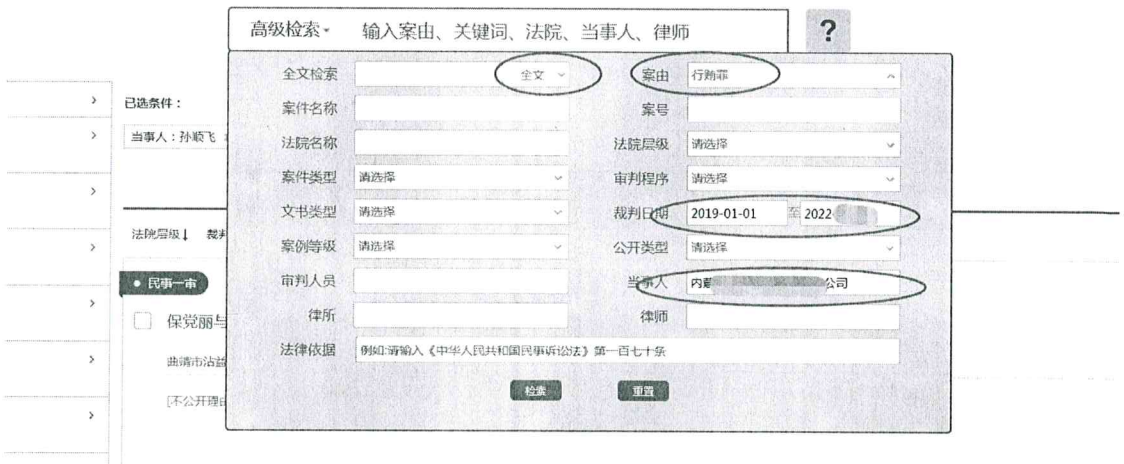 高级检索 输入案由、关键词、法院、当事人、律师 ?
全文检索 全文 案由 行贿罪
案件名称 案号
法院名称 法院层级 请选择
案件类型 请选择 审判程序 请选择
文书类型 请选择 裁判日期 2019-01-01 至 2022-
案例等级 请选择 公开类型 请选择
审判人员 当事人 内蒙 公司
律所 律师
法律依据 例如:请输入《中华人民共和国民事诉讼法》第一百七十条
检索 重置
已选条件：
当事人：孙顺飞
法院层级↓ 裁判
民事一审
保党丽与
曲靖市沾益
[不公开理由